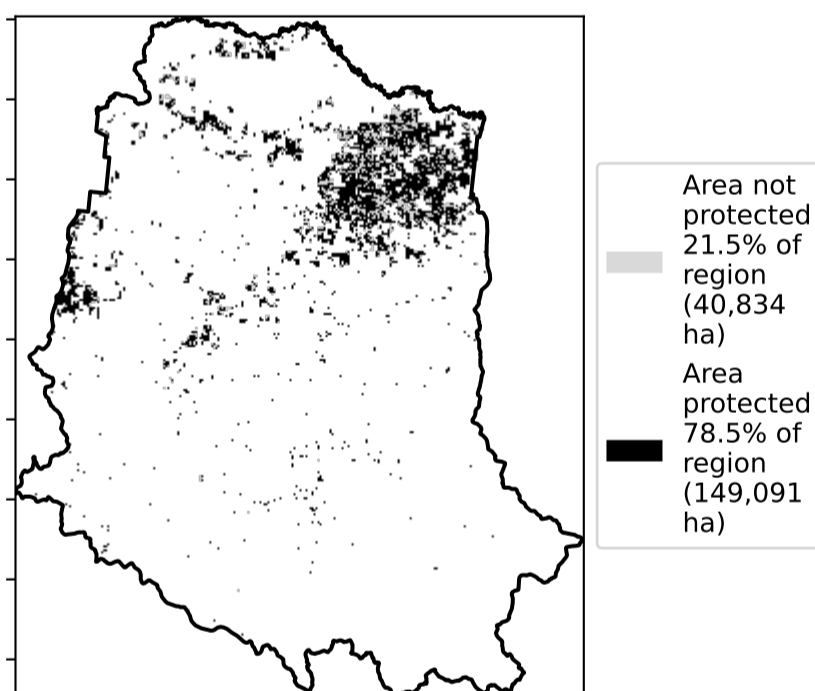 Area not
protected
21.5% of
region
(40,834
ha)
Area
protected
78.5% of
region
(149,091
ha)